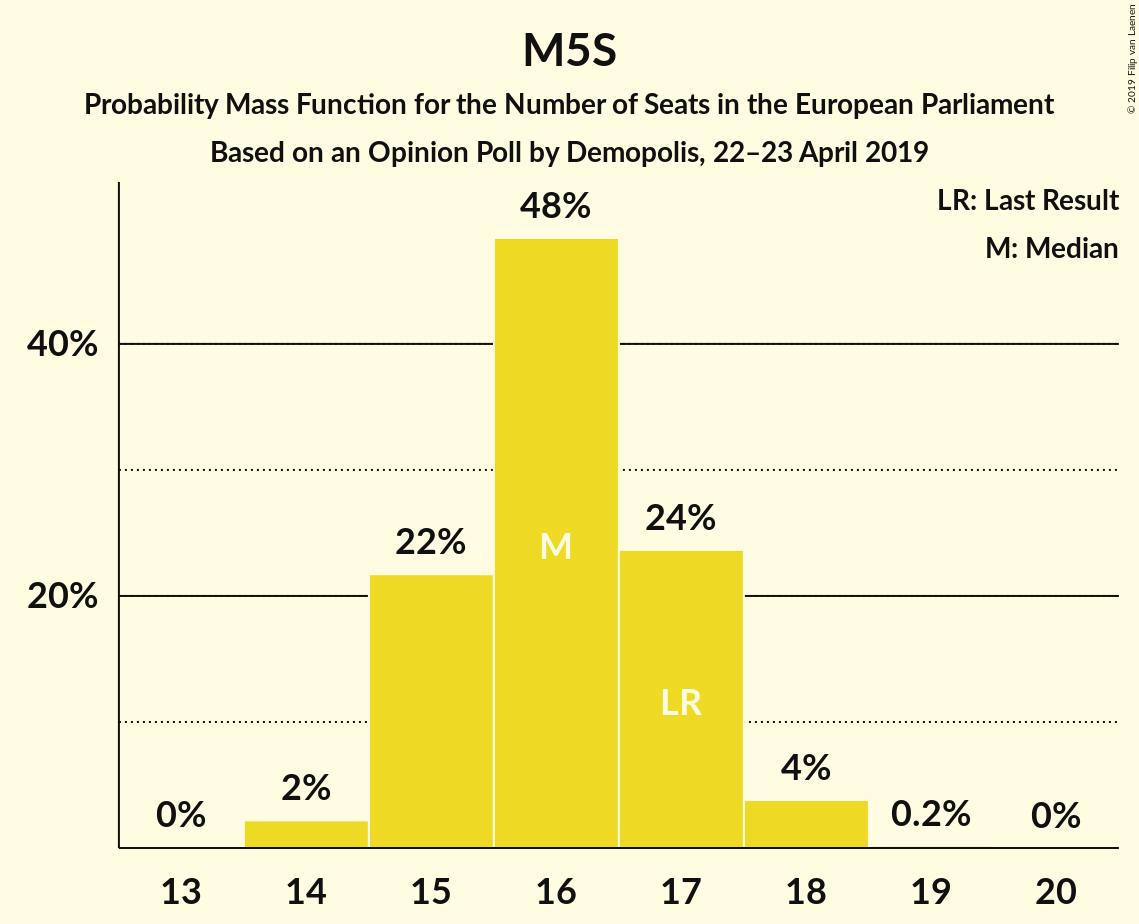 M5S
Probability Mass Function for the Number of Seats in the European Parliament
Based on an Opinion Poll by Demopolis, 22–23 April 2019
© 2019 Filip van Laenen
LR: Last Result
M: Median
48%
40%
24%
22%
M
20%
LR
4%
2%
0%
0.2%
0%
13 14 15 16 17 18 19 20